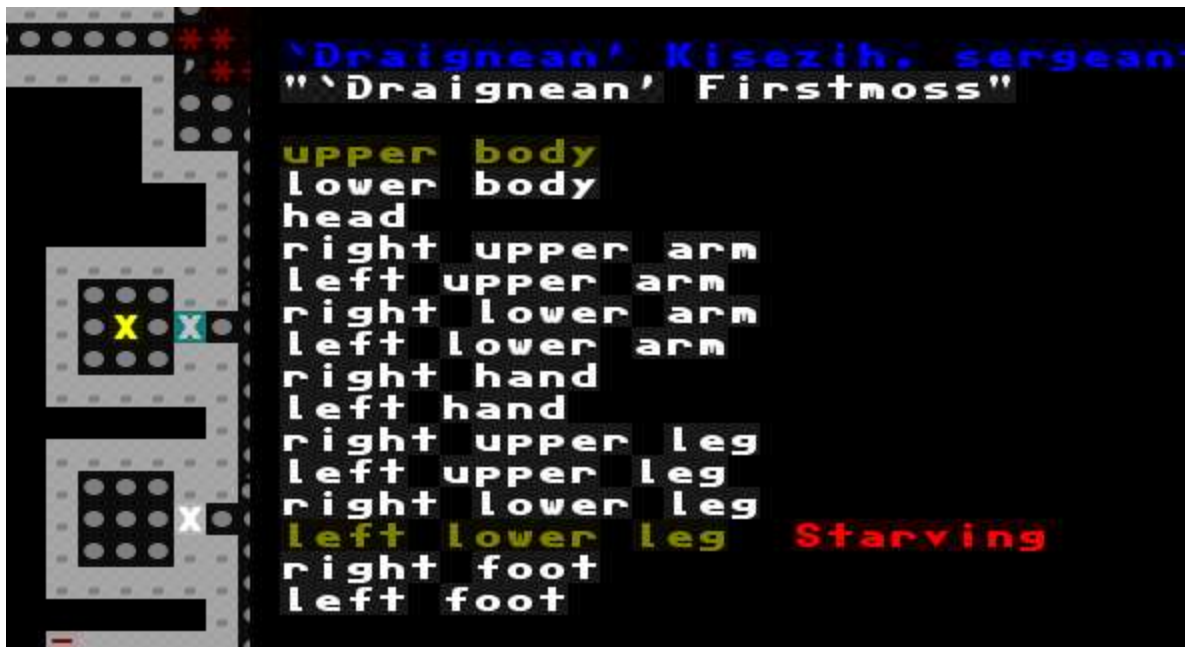 `Draignean' Kisezih, sergeant
"`Draignean' Firstmoss"
upper body
lower body
head
right upper arm
left upper arm
right lower arm
left lower arm
right hand
left hand
right upper leg
left upper leg
right lower leg
left lower leg Starving
right foot
left foot